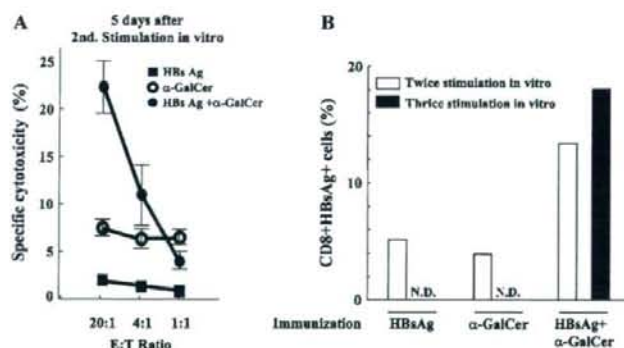 A
5 days after
2nd. Stimulation in vitro
HBs Ag
α-GalCer
HBs Ag +α-GalCer
Specific cytotoxicity (%)
25
20
15
10
5
0
20:1
4:1
1:1
E:T Ratio
B
Twice stimulation in vitro
Thrice stimulation in vitro
CD8+HBsAg+ cells (%)
20
10
0
N.D.
N.D.
Immunization
HBsAg
α-GalCer
HBsAg+
α-GalCer